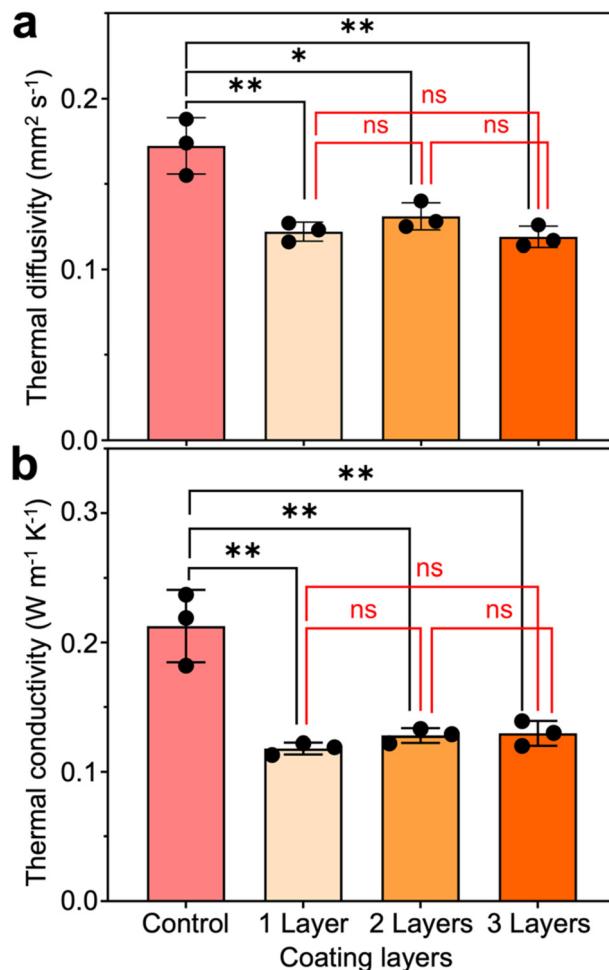 a
Thermal diffusivity (mm² s⁻¹)
0.2
0.1
0.0
**
*
**
ns
ns
ns
b
Thermal conductivity (W m⁻¹ K⁻¹)
0.3
0.2
0.1
0.0
**
**
**
ns
ns
ns
Control 1 Layer 2 Layers 3 Layers
Coating layers